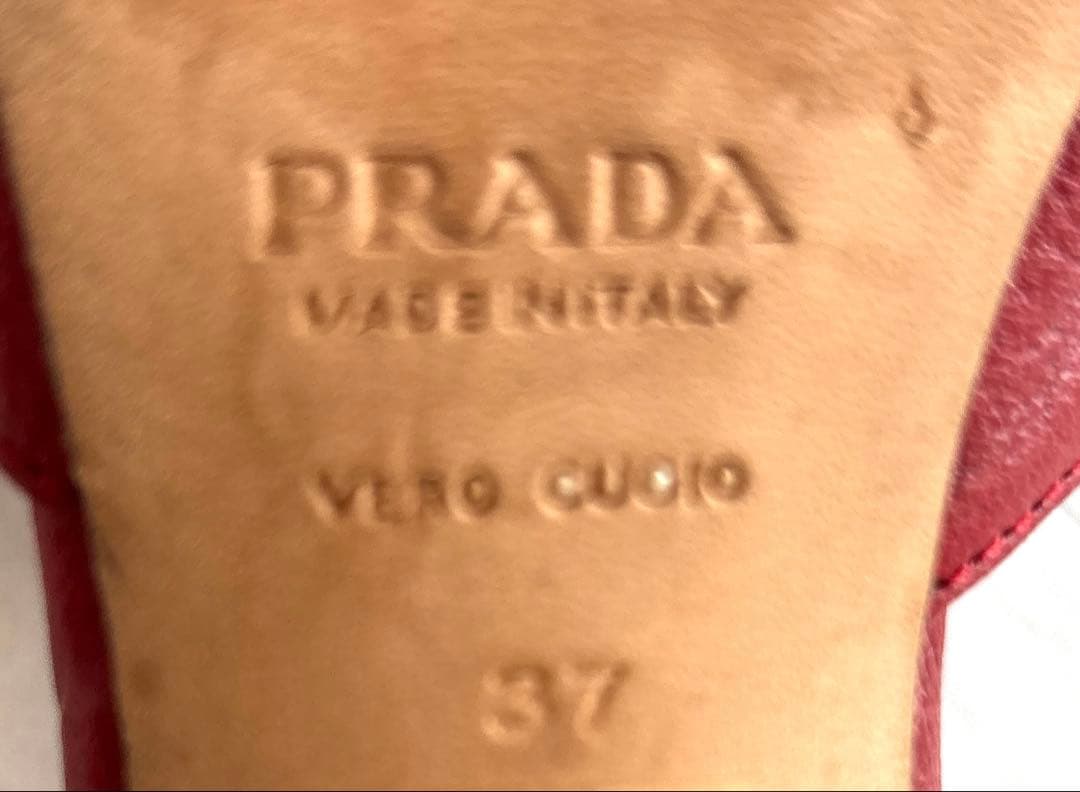 PRADA
MADE IN ITALY
VERO CUOIO
37